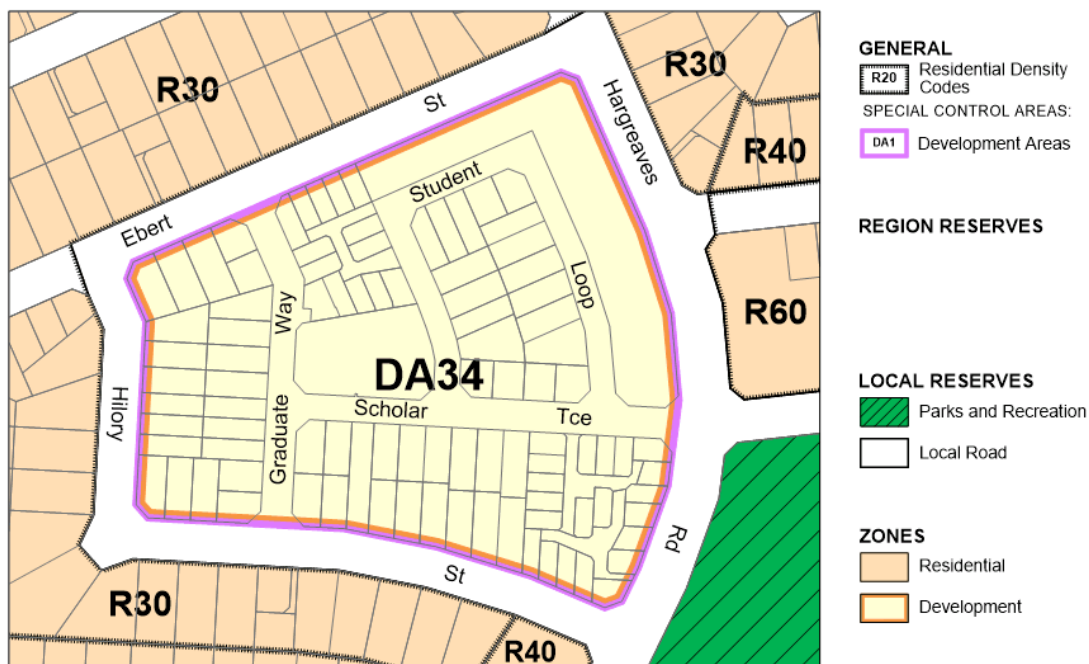 R30
St
Hargreaves
R30
R40
Ebert
Student
Loop
R60
Way
DA34
Hilory
Graduate
Scholar
Tce
Rd
St
R30
R40
GENERAL
R20
Residential Density
Codes
SPECIAL CONTROL AREAS:
DA1
Development Areas
REGION RESERVES
LOCAL RESERVES
Parks and Recreation
Local Road
ZONES
Residential
Development